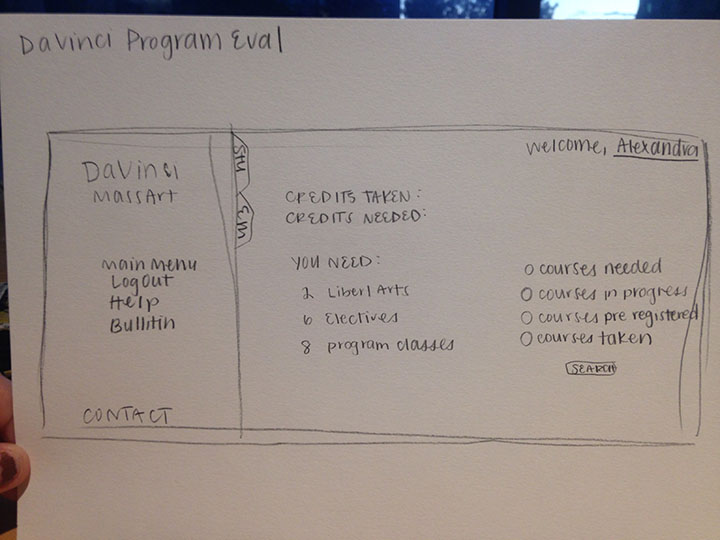 DaVinci Program Eval
DaVinci
MassArt
Main Menu
LogOut
Help
Bullitin
CONTACT
Stu
Em
Welcome, Alexandra
CREDITS TAKEN:
CREDITS NEEDED:
YOU NEED:
2 Liberl Arts
6 Electives
8 program classes
O courses needed
O courses in progress
O courses pre registered
O courses taken
SEARCH